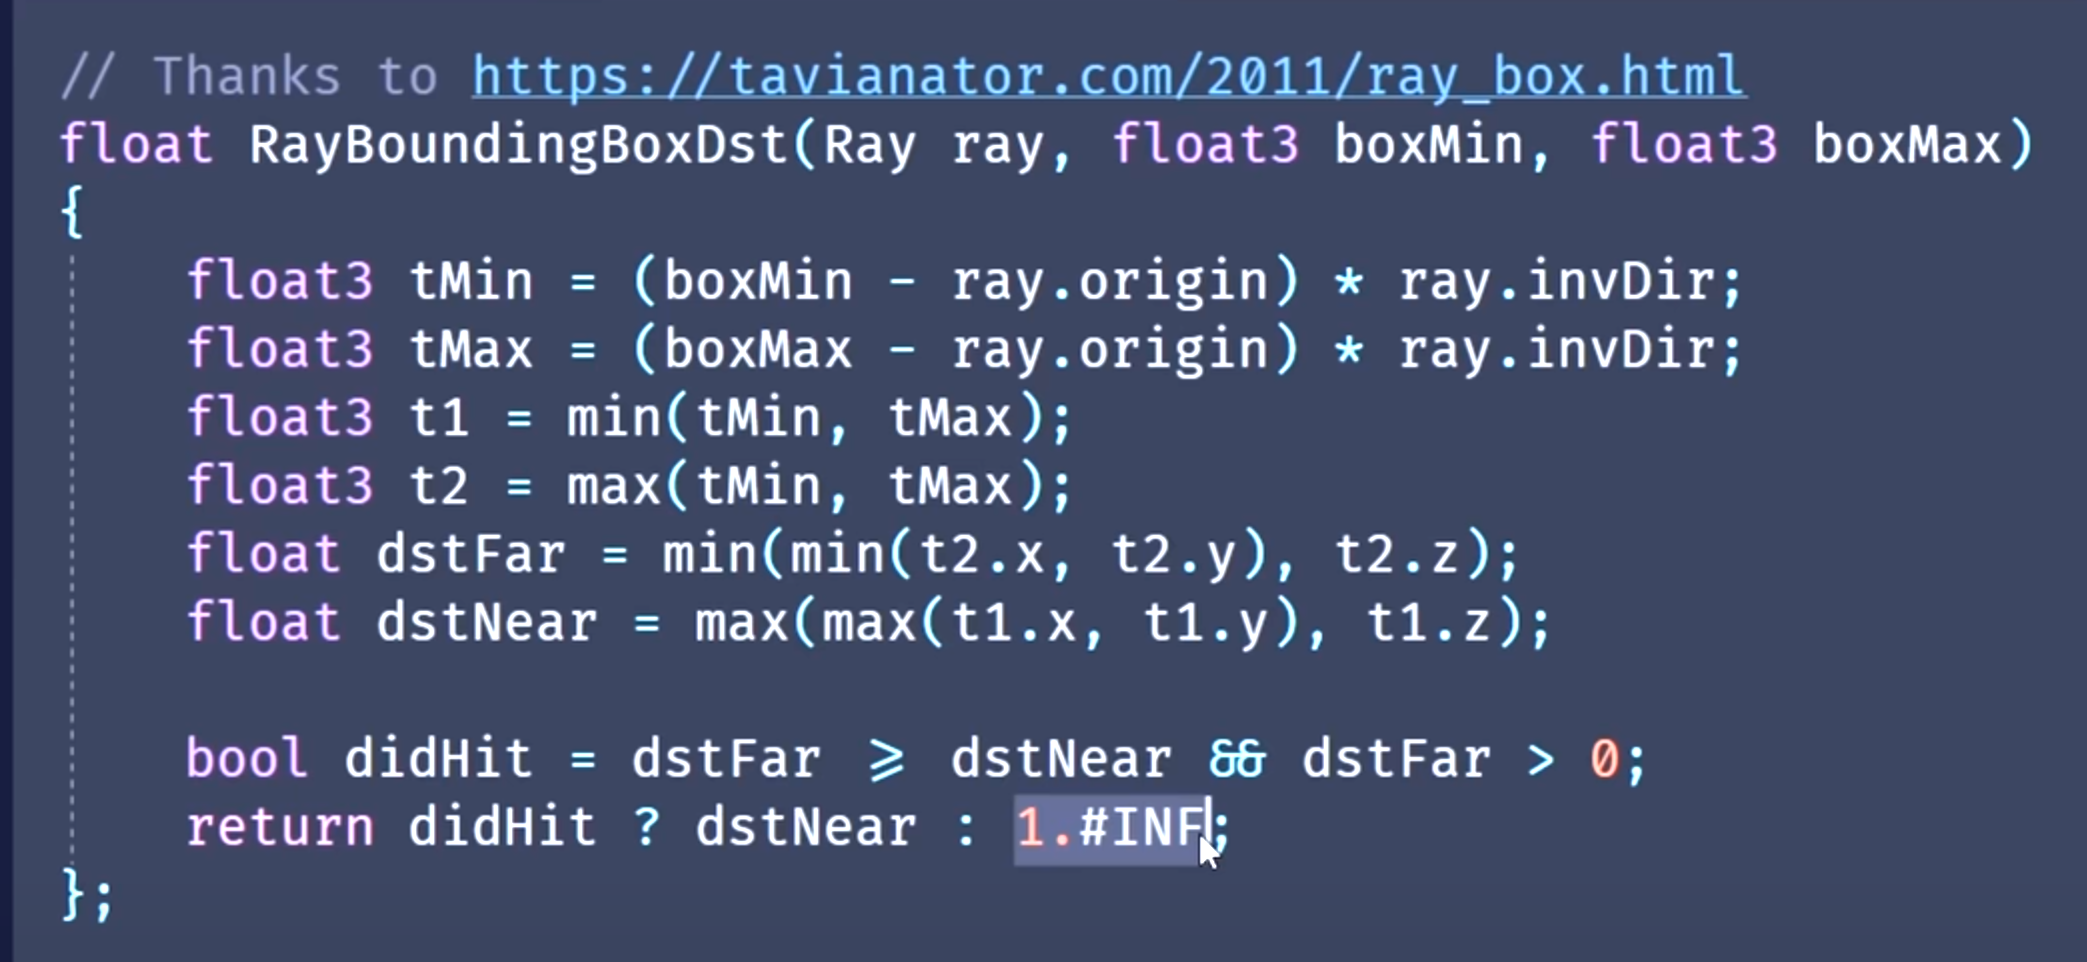 // Thanks to https://tavianator.com/2011/ray_box.html
float RayBoundingBoxDst(Ray ray, float3 boxMin, float3 boxMax)
{
    float3 tMin = (boxMin - ray.origin) * ray.invDir;
    float3 tMax = (boxMax - ray.origin) * ray.invDir;
    float3 t1 = min(tMin, tMax);
    float3 t2 = max(tMin, tMax);
    float dstFar = min(min(t2.x, t2.y), t2.z);
    float dstNear = max(max(t1.x, t1.y), t1.z);

    bool didHit = dstFar >= dstNear && dstFar > 0;
    return didHit ? dstNear : 1.#INF;
};